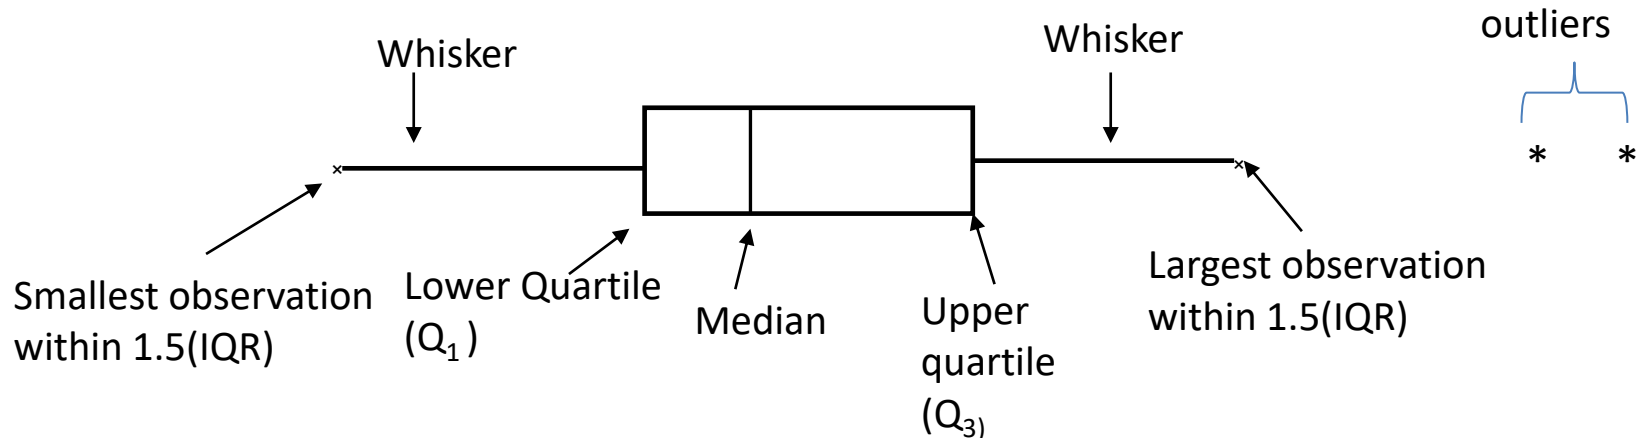 outliers
Whisker
Whisker
* *
Smallest observation
within 1.5(IQR)
Lower Quartile
(Q₁ )
Median
Upper
quartile
(Q₃)
Largest observation
within 1.5(IQR)